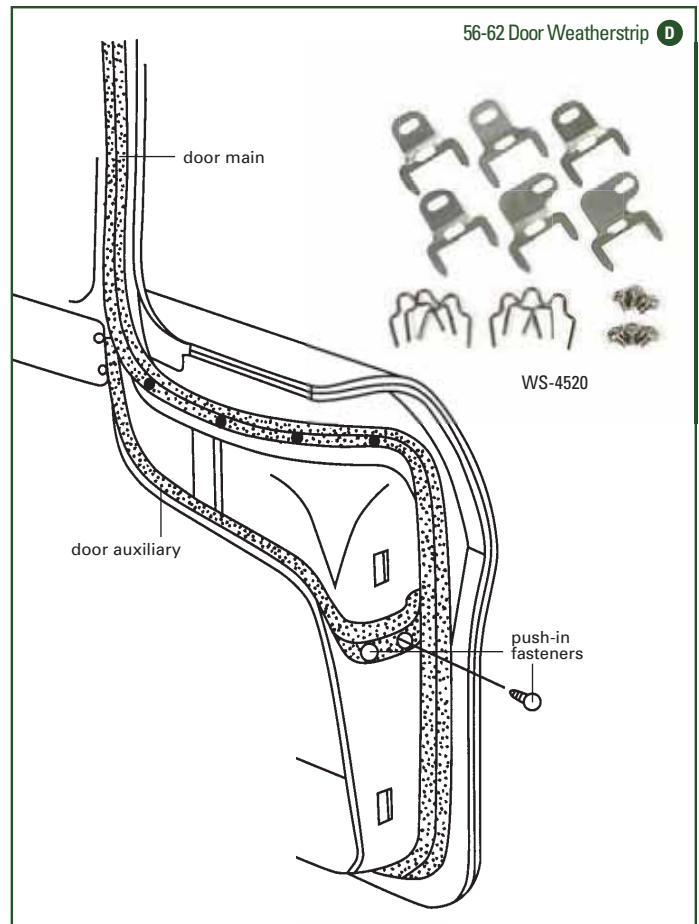 56-62 Door Weatherstrip D
door main
WS-4520
door auxiliary
push-in
fasteners